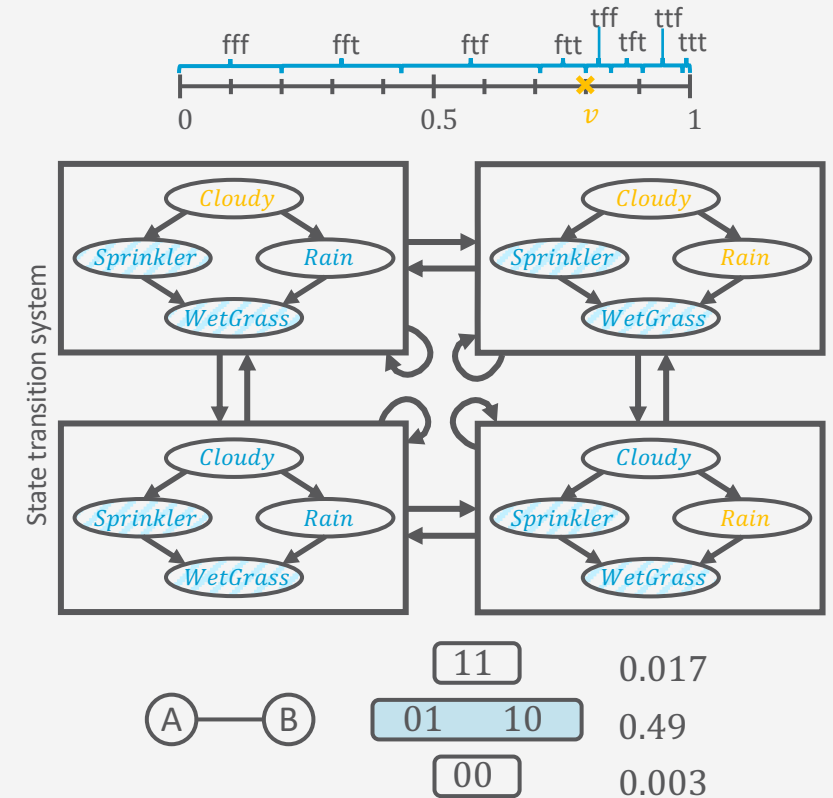 fff fft ftf ftt tff tft ttf ttt
0 0.5 v 1
State transition system
Cloudy Cloudy
Sprinkler Rain Sprinkler Rain
WetGrass WetGrass
Cloudy Cloudy
Sprinkler Rain Sprinkler Rain
WetGrass WetGrass
11 0.017
A B 01 10 0.49
00 0.003